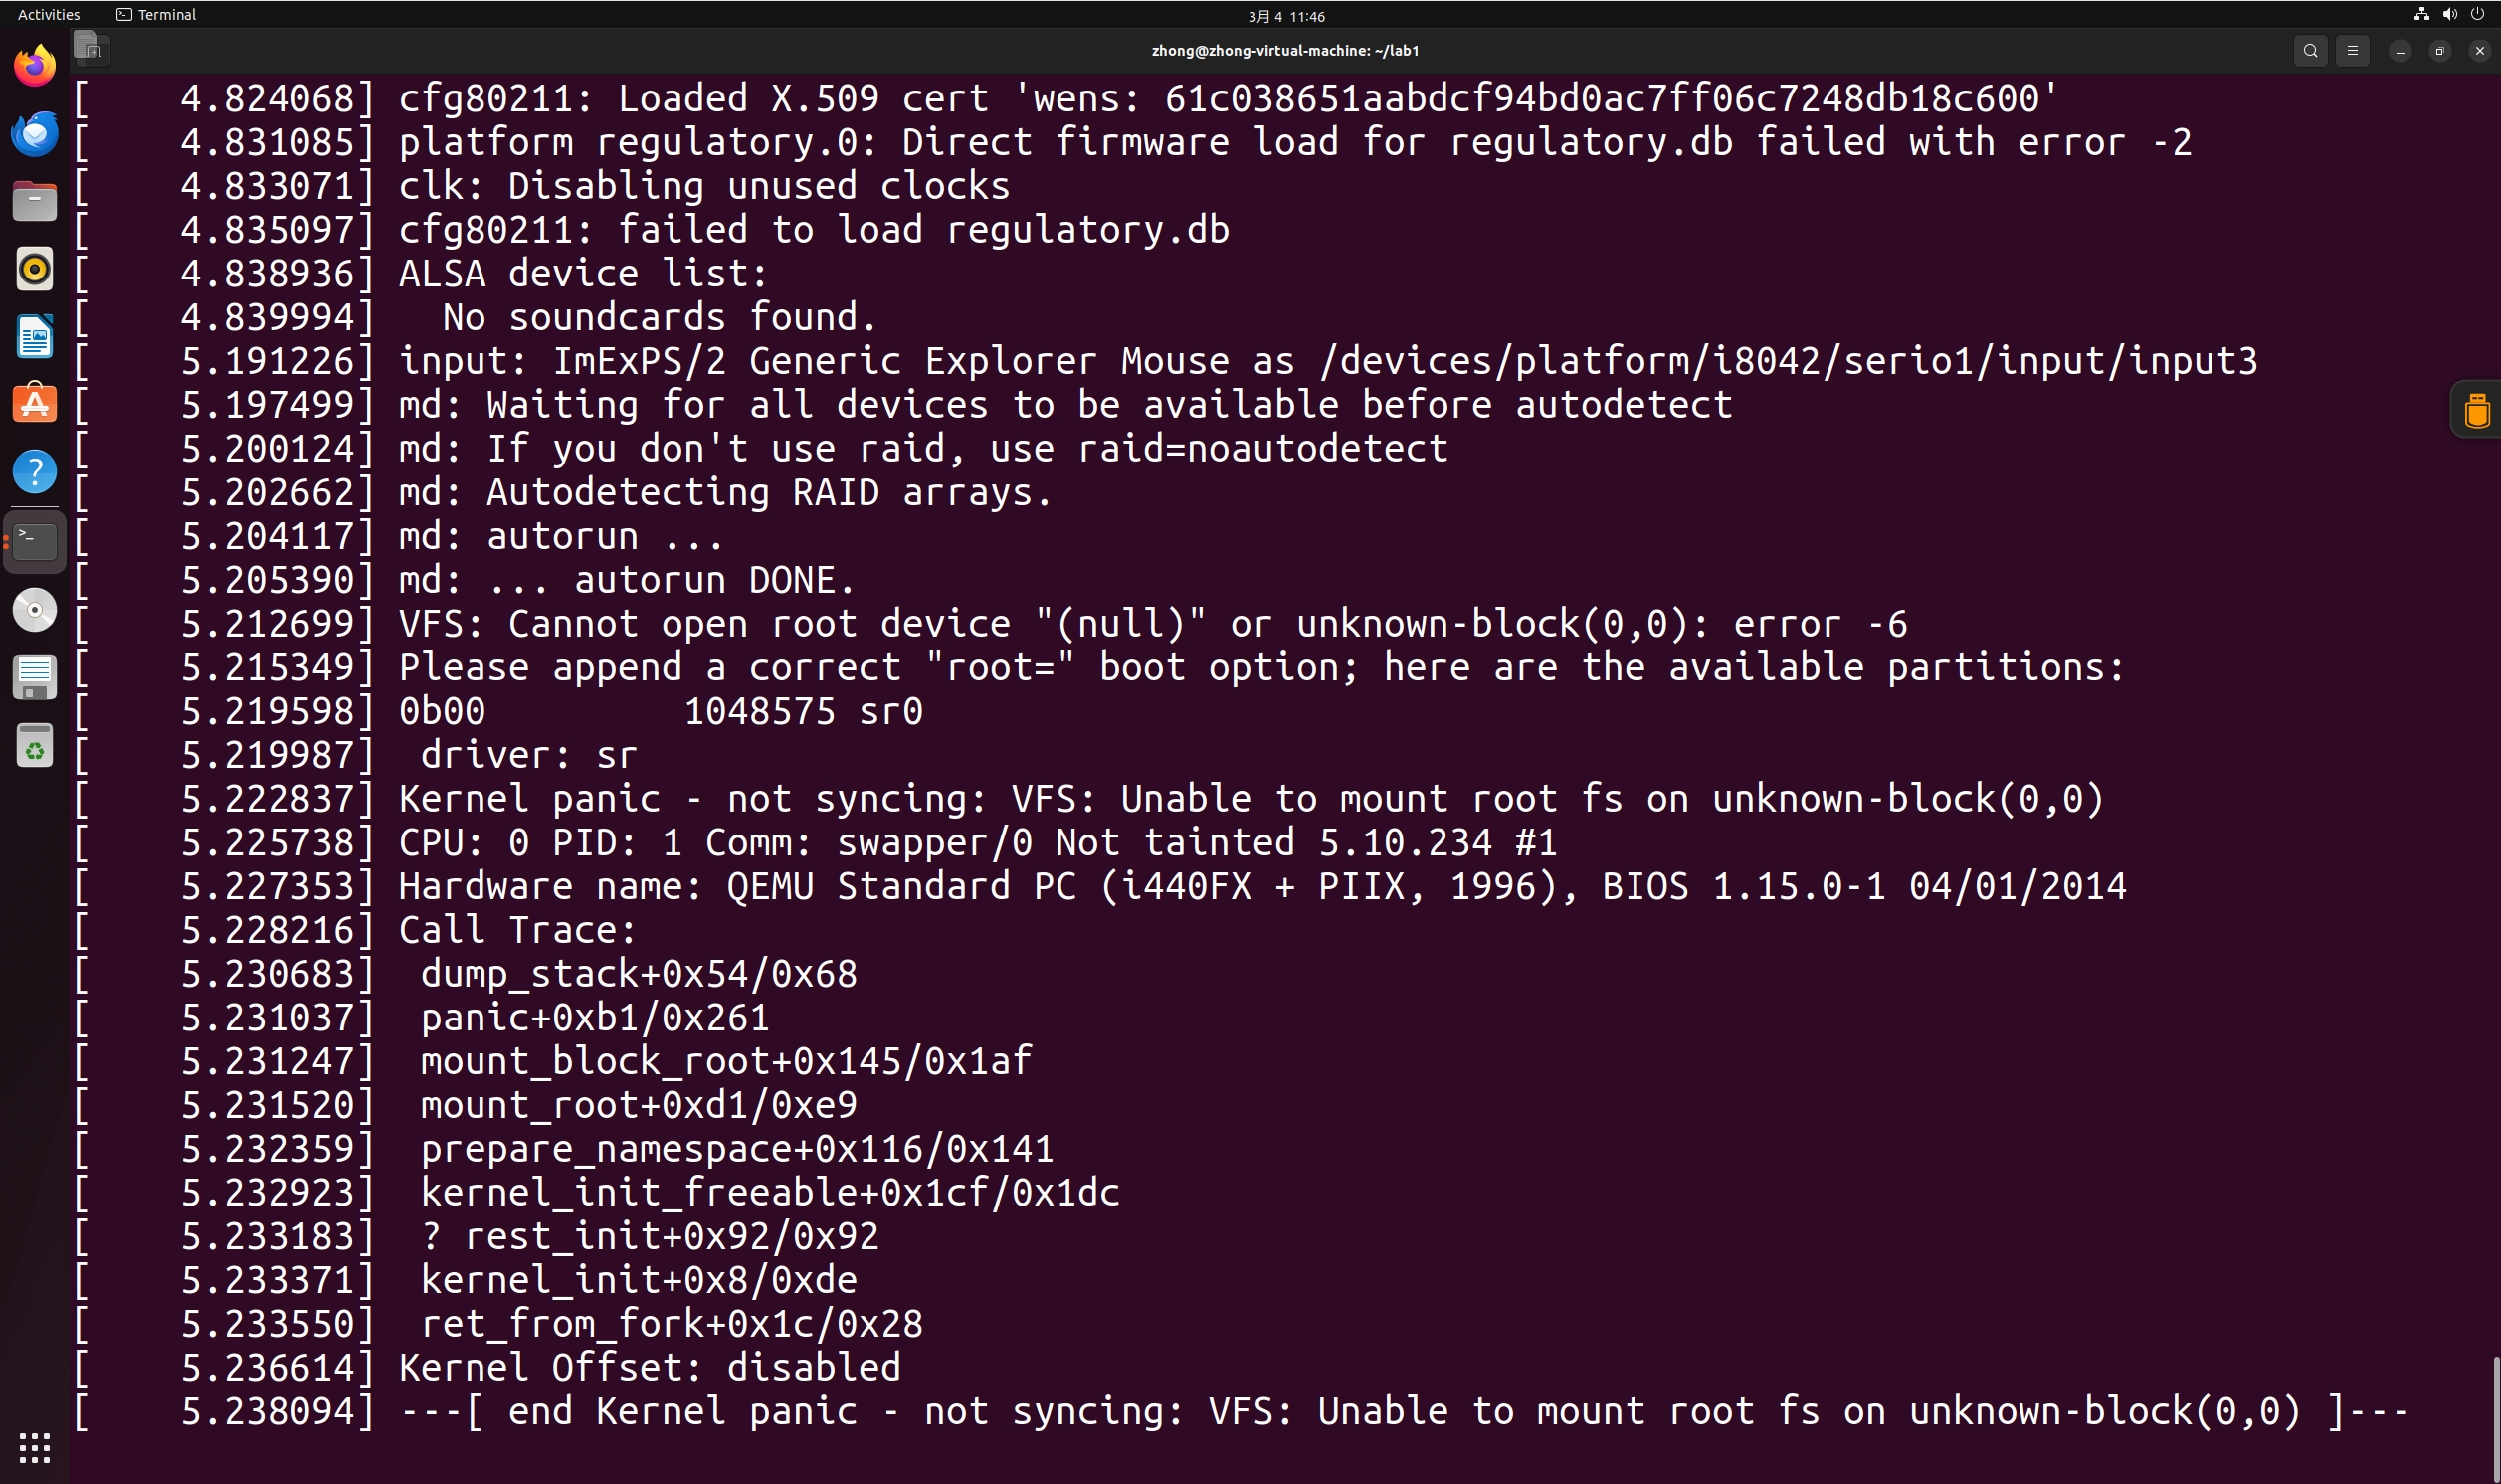 Activities Terminal 3月 4 11:46
zhong@zhong-virtual-machine: ~/lab1
[    4.824068] cfg80211: Loaded X.509 cert 'wens: 61c038651aabdcf94bd0ac7ff06c7248db18c600'
[    4.831085] platform regulatory.0: Direct firmware load for regulatory.db failed with error -2
[    4.833071] clk: Disabling unused clocks
[    4.835097] cfg80211: failed to load regulatory.db
[    4.838936] ALSA device list:
[    4.839994]   No soundcards found.
[    5.191226] input: ImExPS/2 Generic Explorer Mouse as /devices/platform/i8042/serio1/input/input3
[    5.197499] md: Waiting for all devices to be available before autodetect
[    5.200124] md: If you don't use raid, use raid=noautodetect
[    5.202662] md: Autodetecting RAID arrays.
[    5.204117] md: autorun ...
[    5.205390] md: ... autorun DONE.
[    5.212699] VFS: Cannot open root device "(null)" or unknown-block(0,0): error -6
[    5.215349] Please append a correct "root=" boot option; here are the available partitions:
[    5.219598] 0b00         1048575 sr0
[    5.219987]  driver: sr
[    5.222837] Kernel panic - not syncing: VFS: Unable to mount root fs on unknown-block(0,0)
[    5.225738] CPU: 0 PID: 1 Comm: swapper/0 Not tainted 5.10.234 #1
[    5.227353] Hardware name: QEMU Standard PC (i440FX + PIIX, 1996), BIOS 1.15.0-1 04/01/2014
[    5.228216] Call Trace:
[    5.230683]  dump_stack+0x54/0x68
[    5.231037]  panic+0xb1/0x261
[    5.231247]  mount_block_root+0x145/0x1af
[    5.231520]  mount_root+0xd1/0xe9
[    5.232359]  prepare_namespace+0x116/0x141
[    5.232923]  kernel_init_freeable+0x1cf/0x1dc
[    5.233183]  ? rest_init+0x92/0x92
[    5.233371]  kernel_init+0x8/0xde
[    5.233550]  ret_from_fork+0x1c/0x28
[    5.236614] Kernel Offset: disabled
[    5.238094] ---[ end Kernel panic - not syncing: VFS: Unable to mount root fs on unknown-block(0,0) ]---